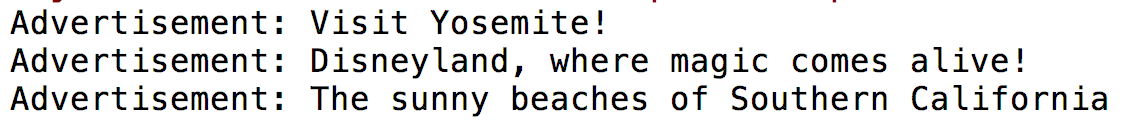 Advertisement: Visit Yosemite!
Advertisement: Disneyland, where magic comes alive!
Advertisement: The sunny beaches of Southern California